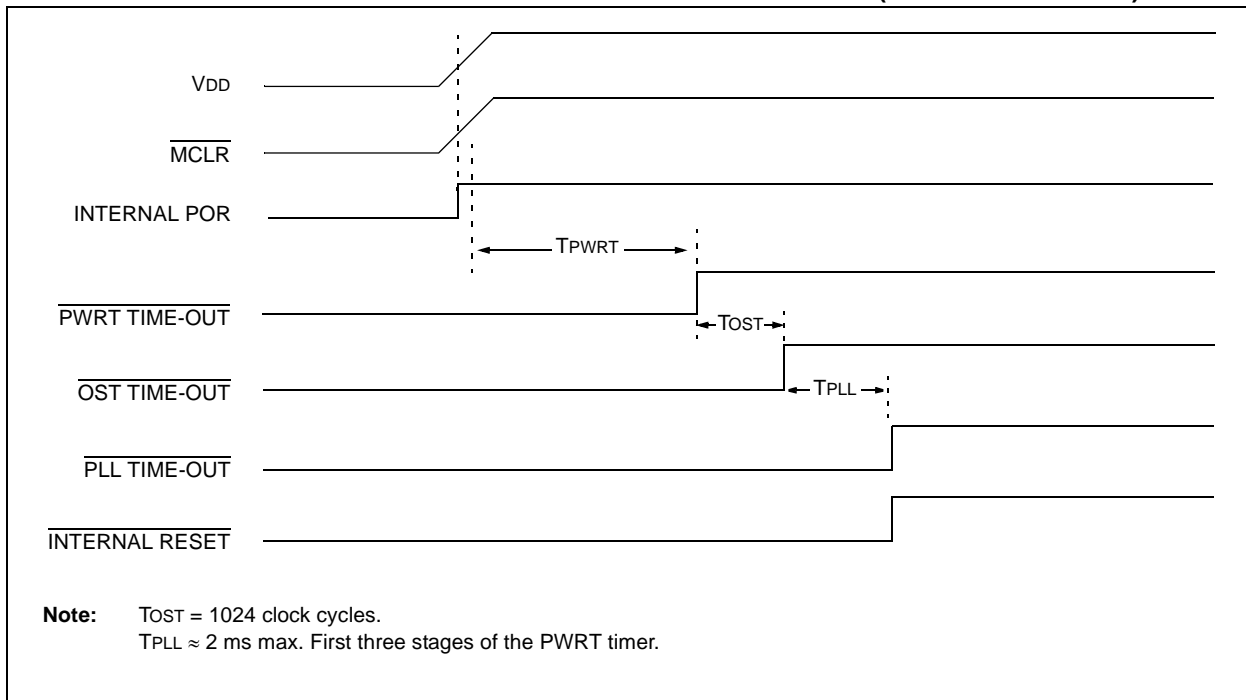 VDD
MCLR
INTERNAL POR
TPWRT
PWRT TIME-OUT
TOST
OST TIME-OUT
TPLL
PLL TIME-OUT
INTERNAL RESET
Note: TOST = 1024 clock cycles.
TPLL ≈ 2 ms max. First three stages of the PWRT timer.